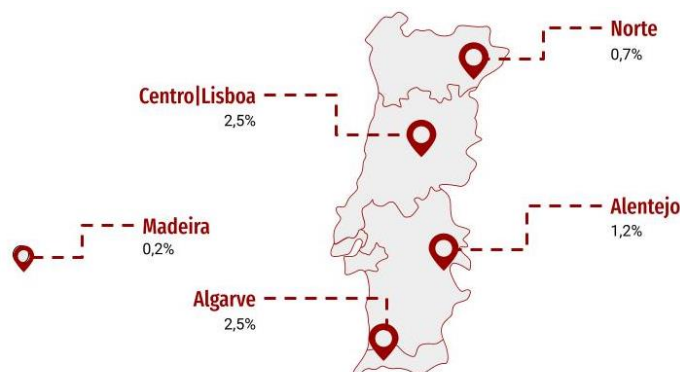 Norte
0,7%
Centro|Lisboa
2,5%
Madeira
0,2%
Alentejo
1,2%
Algarve
2,5%